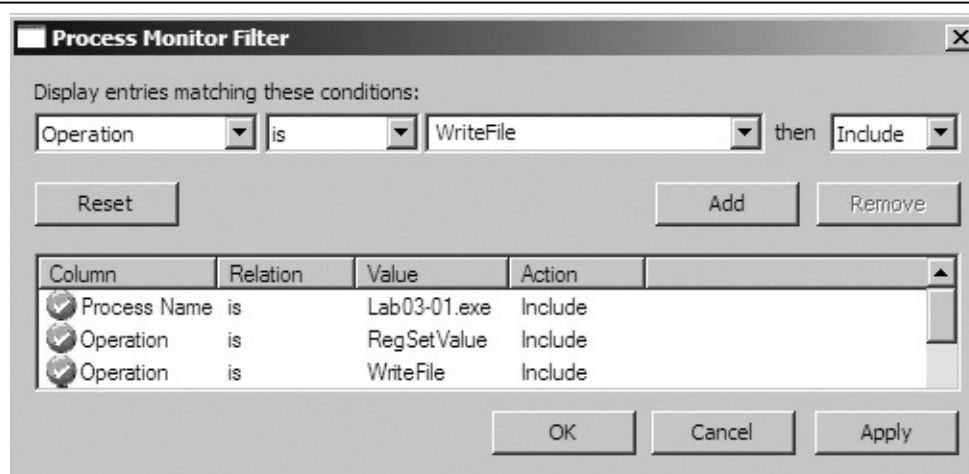 Process Monitor Filter
Display entries matching these conditions:
Operation is WriteFile then Include
Reset Add Remove
Column Relation Value Action
Process Name is Lab03-01.exe Include
Operation is RegSetValue Include
Operation is WriteFile Include
OK Cancel Apply